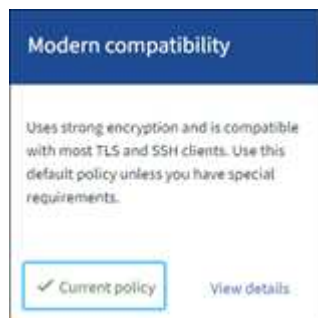 Modern compatibility
Uses strong encryption and is compatible
with most TLS and SSH clients. Use this
default policy unless you have special
requirements.
✓ Current policy
View details